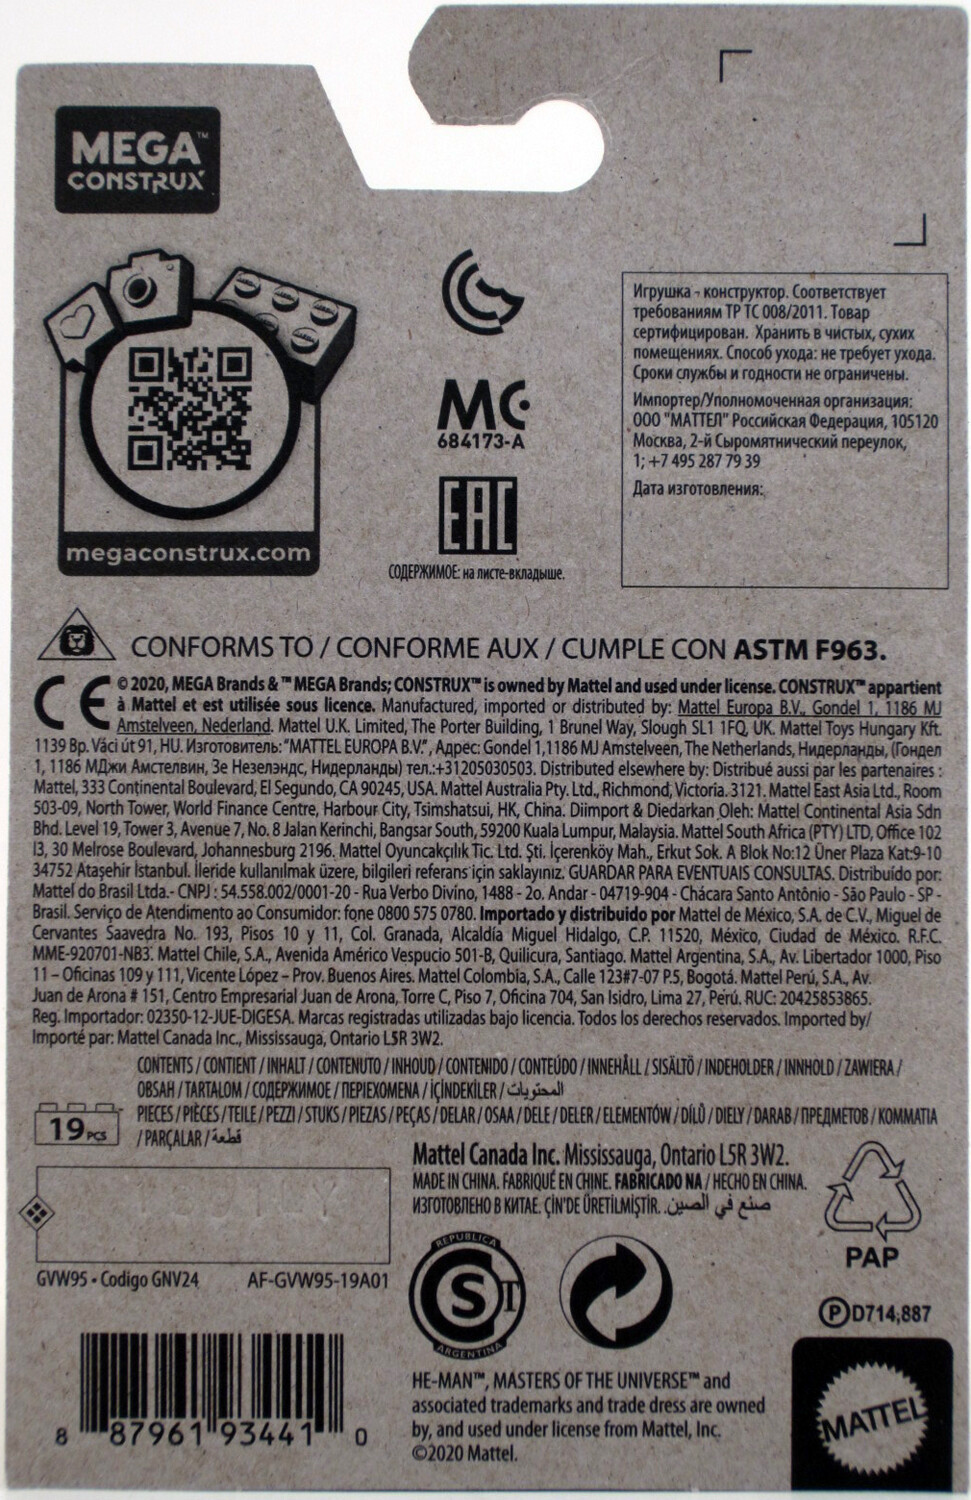 MEGA™
CONSTRUX™
megaconstrux.com
MC
684173-A
EAC
СОДЕРЖИМОЕ: на листе-вкладыше.
Игрушка - конструктор. Соответствует
требованиям ТР ТС 008/2011. Товар
сертифицирован. Хранить в чистых, сухих
помещениях. Способ ухода: не требует ухода.
Сроки службы и годности не ограничены.
Импортер/Уполномоченная организация:
ООО "МАТТЕЛ" Российская Федерация, 105120
Москва, 2-й Сыромятнический переулок,
1; +7 495 287 79 39
Дата изготовления:
CONFORMS TO / CONFORME AUX / CUMPLE CON ASTM F963.
CE
© 2020, MEGA Brands & ™ MEGA Brands; CONSTRUX™ is owned by Mattel and used under license. CONSTRUX™ appartient
à Mattel et est utilisée sous licence. Manufactured, imported or distributed by: Mattel Europa B.V., Gondel 1, 1186 MJ
Amstelveen, Nederland. Mattel U.K. Limited, The Porter Building, 1 Brunel Way, Slough SL1 1FQ, UK. Mattel Toys Hungary Kft.
1139 Bp. Váci út 91, HU. Изготовитель: "MATTEL EUROPA B.V.", Адрес: Gondel 1,1186 MJ Amstelveen, The Netherlands, Нидерланды, (Гондел
1, 1186 МДжи Амстелвин, Зе Незелэндс, Нидерланды) тел.:+31205030503. Distributed elsewhere by: Distribué aussi par les partenaires :
Mattel, 333 Continental Boulevard, El Segundo, CA 90245, USA. Mattel Australia Pty. Ltd., Richmond, Victoria. 3121. Mattel East Asia Ltd., Room
503-09, North Tower, World Finance Centre, Harbour City, Tsimshatsui, HK, China. Diimport & Diedarkan Oleh: Mattel Continental Asia Sdn
Bhd. Level 19, Tower 3, Avenue 7, No. 8 Jalan Kerinchi, Bangsar South, 59200 Kuala Lumpur, Malaysia. Mattel South Africa (PTY) LTD, Office 102
I3, 30 Melrose Boulevard, Johannesburg 2196. Mattel Oyuncakçılık Tic. Ltd. Şti. İçerenköy Mah., Erkut Sok. A Blok No:12 Üner Plaza Kat:9-10
34752 Ataşehir İstanbul. İleride kullanılmak üzere, bilgileri referans için saklayınız. GUARDAR PARA EVENTUAIS CONSULTAS. Distribuído por:
Mattel do Brasil Ltda.- CNPJ : 54.558.002/0001-20 - Rua Verbo Divino, 1488 - 2o. Andar - 04719-904 - Chácara Santo Antônio - São Paulo - SP -
Brasil. Serviço de Atendimento ao Consumidor: fone 0800 575 0780. Importado y distribuido por Mattel de México, S.A. de C.V., Miguel de
Cervantes Saavedra No. 193, Pisos 10 y 11, Col. Granada, Alcaldía Miguel Hidalgo, C.P. 11520, México, Ciudad de México. R.F.C.
MME-920701-NB3. Mattel Chile, S.A., Avenida Américo Vespucio 501-B, Quilicura, Santiago. Mattel Argentina, S.A., Av. Libertador 1000, Piso
11 – Oficinas 109 y 111, Vicente López – Prov. Buenos Aires. Mattel Colombia, S.A., Calle 123#7-07 P.5, Bogotá. Mattel Perú, S.A., Av.
Juan de Arona # 151, Centro Empresarial Juan de Arona, Torre C, Piso 7, Oficina 704, San Isidro, Lima 27, Perú. RUC: 20425853865.
Reg. Importador: 02350-12-JUE-DIGESA. Marcas registradas utilizadas bajo licencia. Todos los derechos reservados. Imported by/
Importé par: Mattel Canada Inc., Mississauga, Ontario L5R 3W2.
CONTENTS / CONTIENT / INHALT / CONTENUTO / INHOUD / CONTENIDO / CONTEÚDO / INNEHÅLL / SISÄLTÖ / INDEHOLDER / INNHOLD / ZAWIERA /
OBSAH / TARTALOM / СОДЕРЖИМОЕ / ΠΕΡΙΕΧΟΜΕΝΑ / İÇİNDEKİLER / المحتويات
19 PCS
PIECES / PIÈCES / TEILE / PEZZI / STUKS / PIEZAS / PEÇAS / DELAR / OSAA / DELE / DELER / ELEMENTÓW / DÍLŮ / DIELY / DARAB / ПРЕДМЕТОВ / ΚΟΜΜΑΤΙΑ
/ PARÇALAR / قطعة
Mattel Canada Inc. Mississauga, Ontario L5R 3W2.
MADE IN CHINA. FABRIQUÉ EN CHINE. FABRICADO NA / HECHO EN CHINA.
ИЗГОТОВЛЕНО В КИТАЕ. ÇİN'DE ÜRETİLMİŞTİR. صنع في الصين.
GVW95 • Codigo GNV24 AF-GVW95-19A01
REPUBLICA
S T
ARGENTINA
PAP
Ⓟ D714,887
8 87961 93441 0
HE-MAN™, MASTERS OF THE UNIVERSE™ and
associated trademarks and trade dress are owned
by, and used under license from Mattel, Inc.
©2020 Mattel.
MATTEL